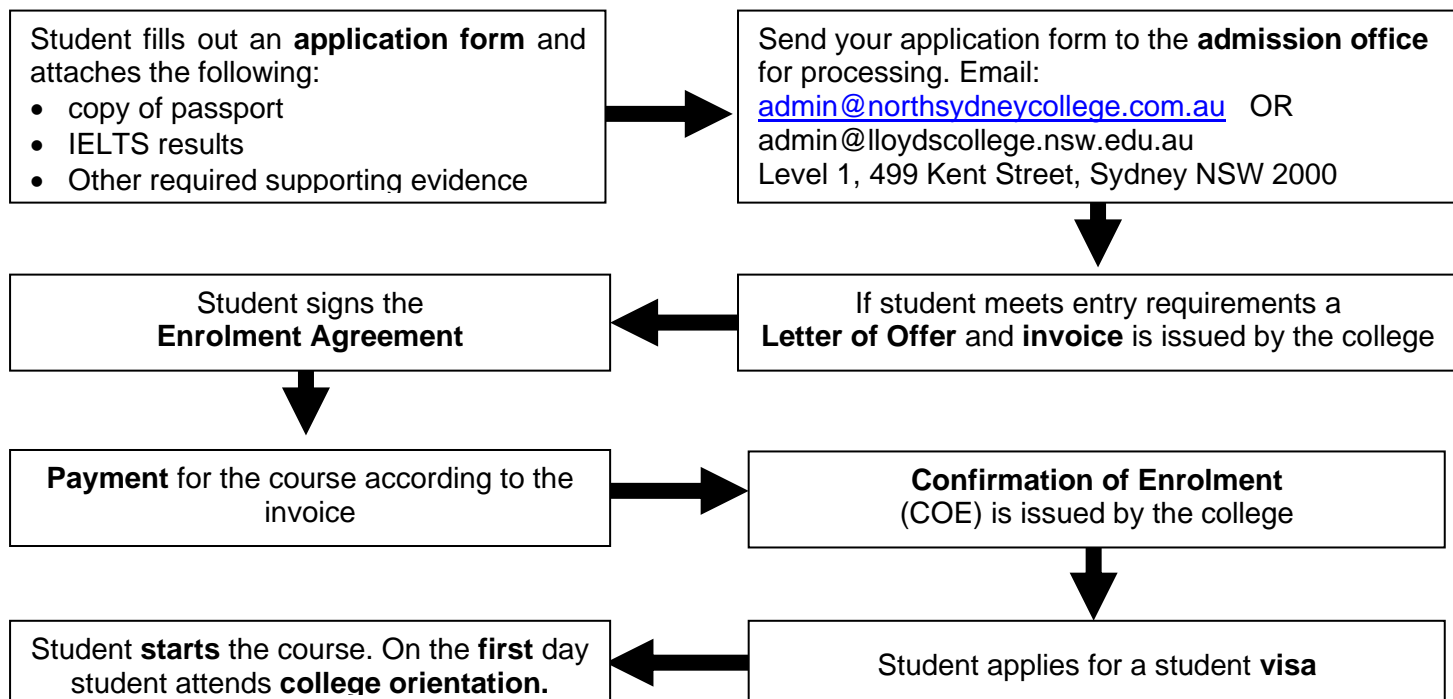 Student fills out an application form and
attaches the following:
• copy of passport
• IELTS results
• Other required supporting evidence
Send your application form to the admission office
for processing. Email:
admin@northsydneycollege.com.au OR
admin@lloydscollege.nsw.edu.au
Level 1, 499 Kent Street, Sydney NSW 2000
If student meets entry requirements a
Letter of Offer and invoice is issued by the college
Student signs the
Enrolment Agreement
Payment for the course according to the
invoice
Confirmation of Enrolment
(COE) is issued by the college
Student applies for a student visa
Student starts the course. On the first day
student attends college orientation.